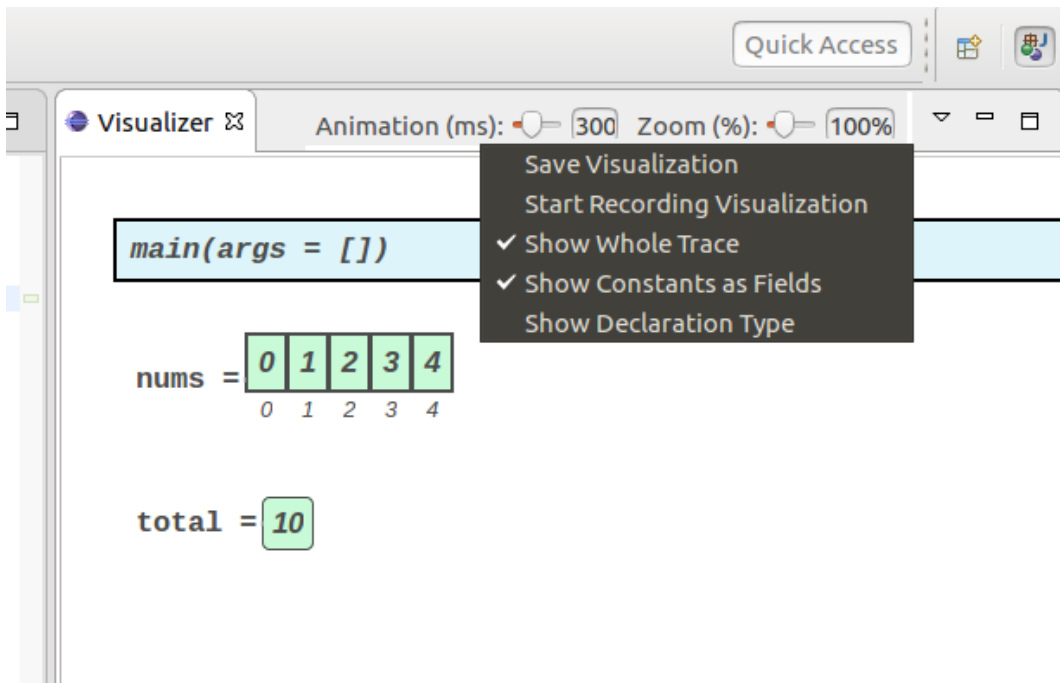 Quick Access
Visualizer Animation (ms): 300 Zoom (%): 100%
Save Visualization
Start Recording Visualization
main(args = [])
Show Whole Trace
Show Constants as Fields
Show Declaration Type
nums = 0 1 2 3 4
0 1 2 3 4
total = 10